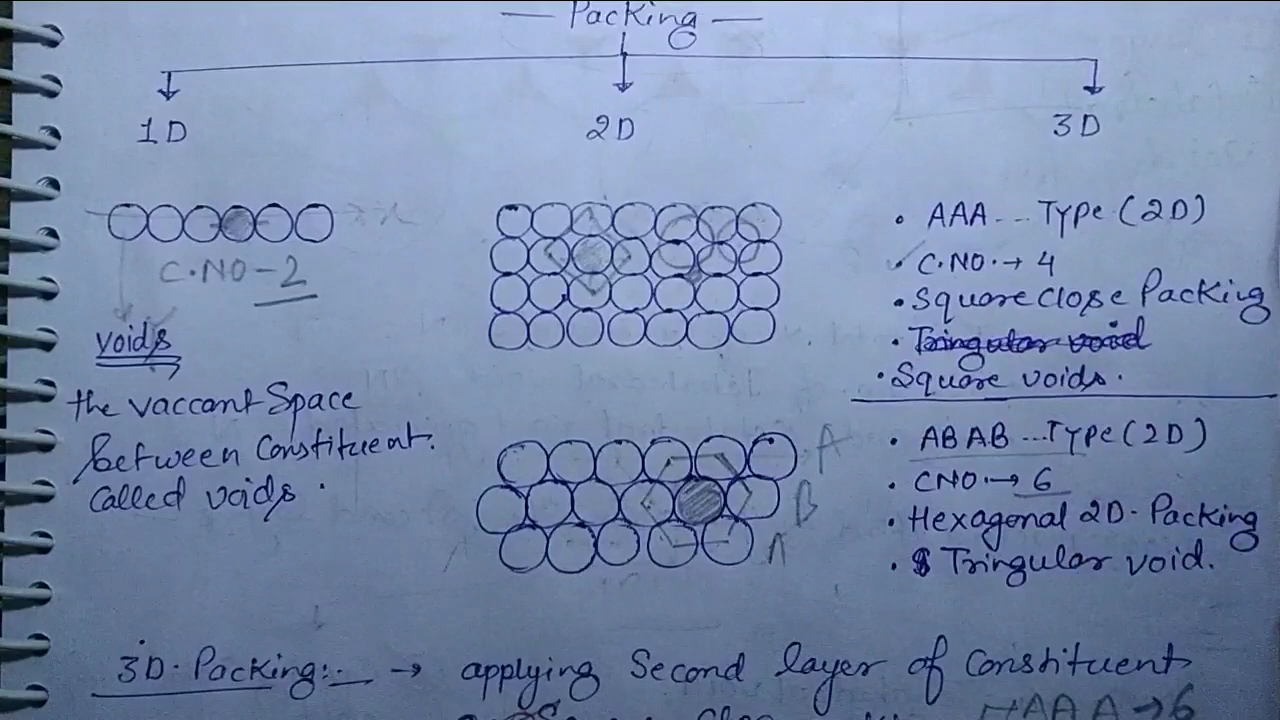 — Packing —
1D
2D
3D
C.NO-2
voids
the vaccant Space
between Constituent.
Called voids.
A
B
A
• AAA... Type (2D)
C.NO.→ 4
• Square Close Packing
• Tringular void
• Square voids.
• ABAB...Type (2D)
• CNO.→ 6
• Hexagonal 2D. Packing
• Tringular void.
3D. Packing:- → applying Second layer of Constituent
AAA→6